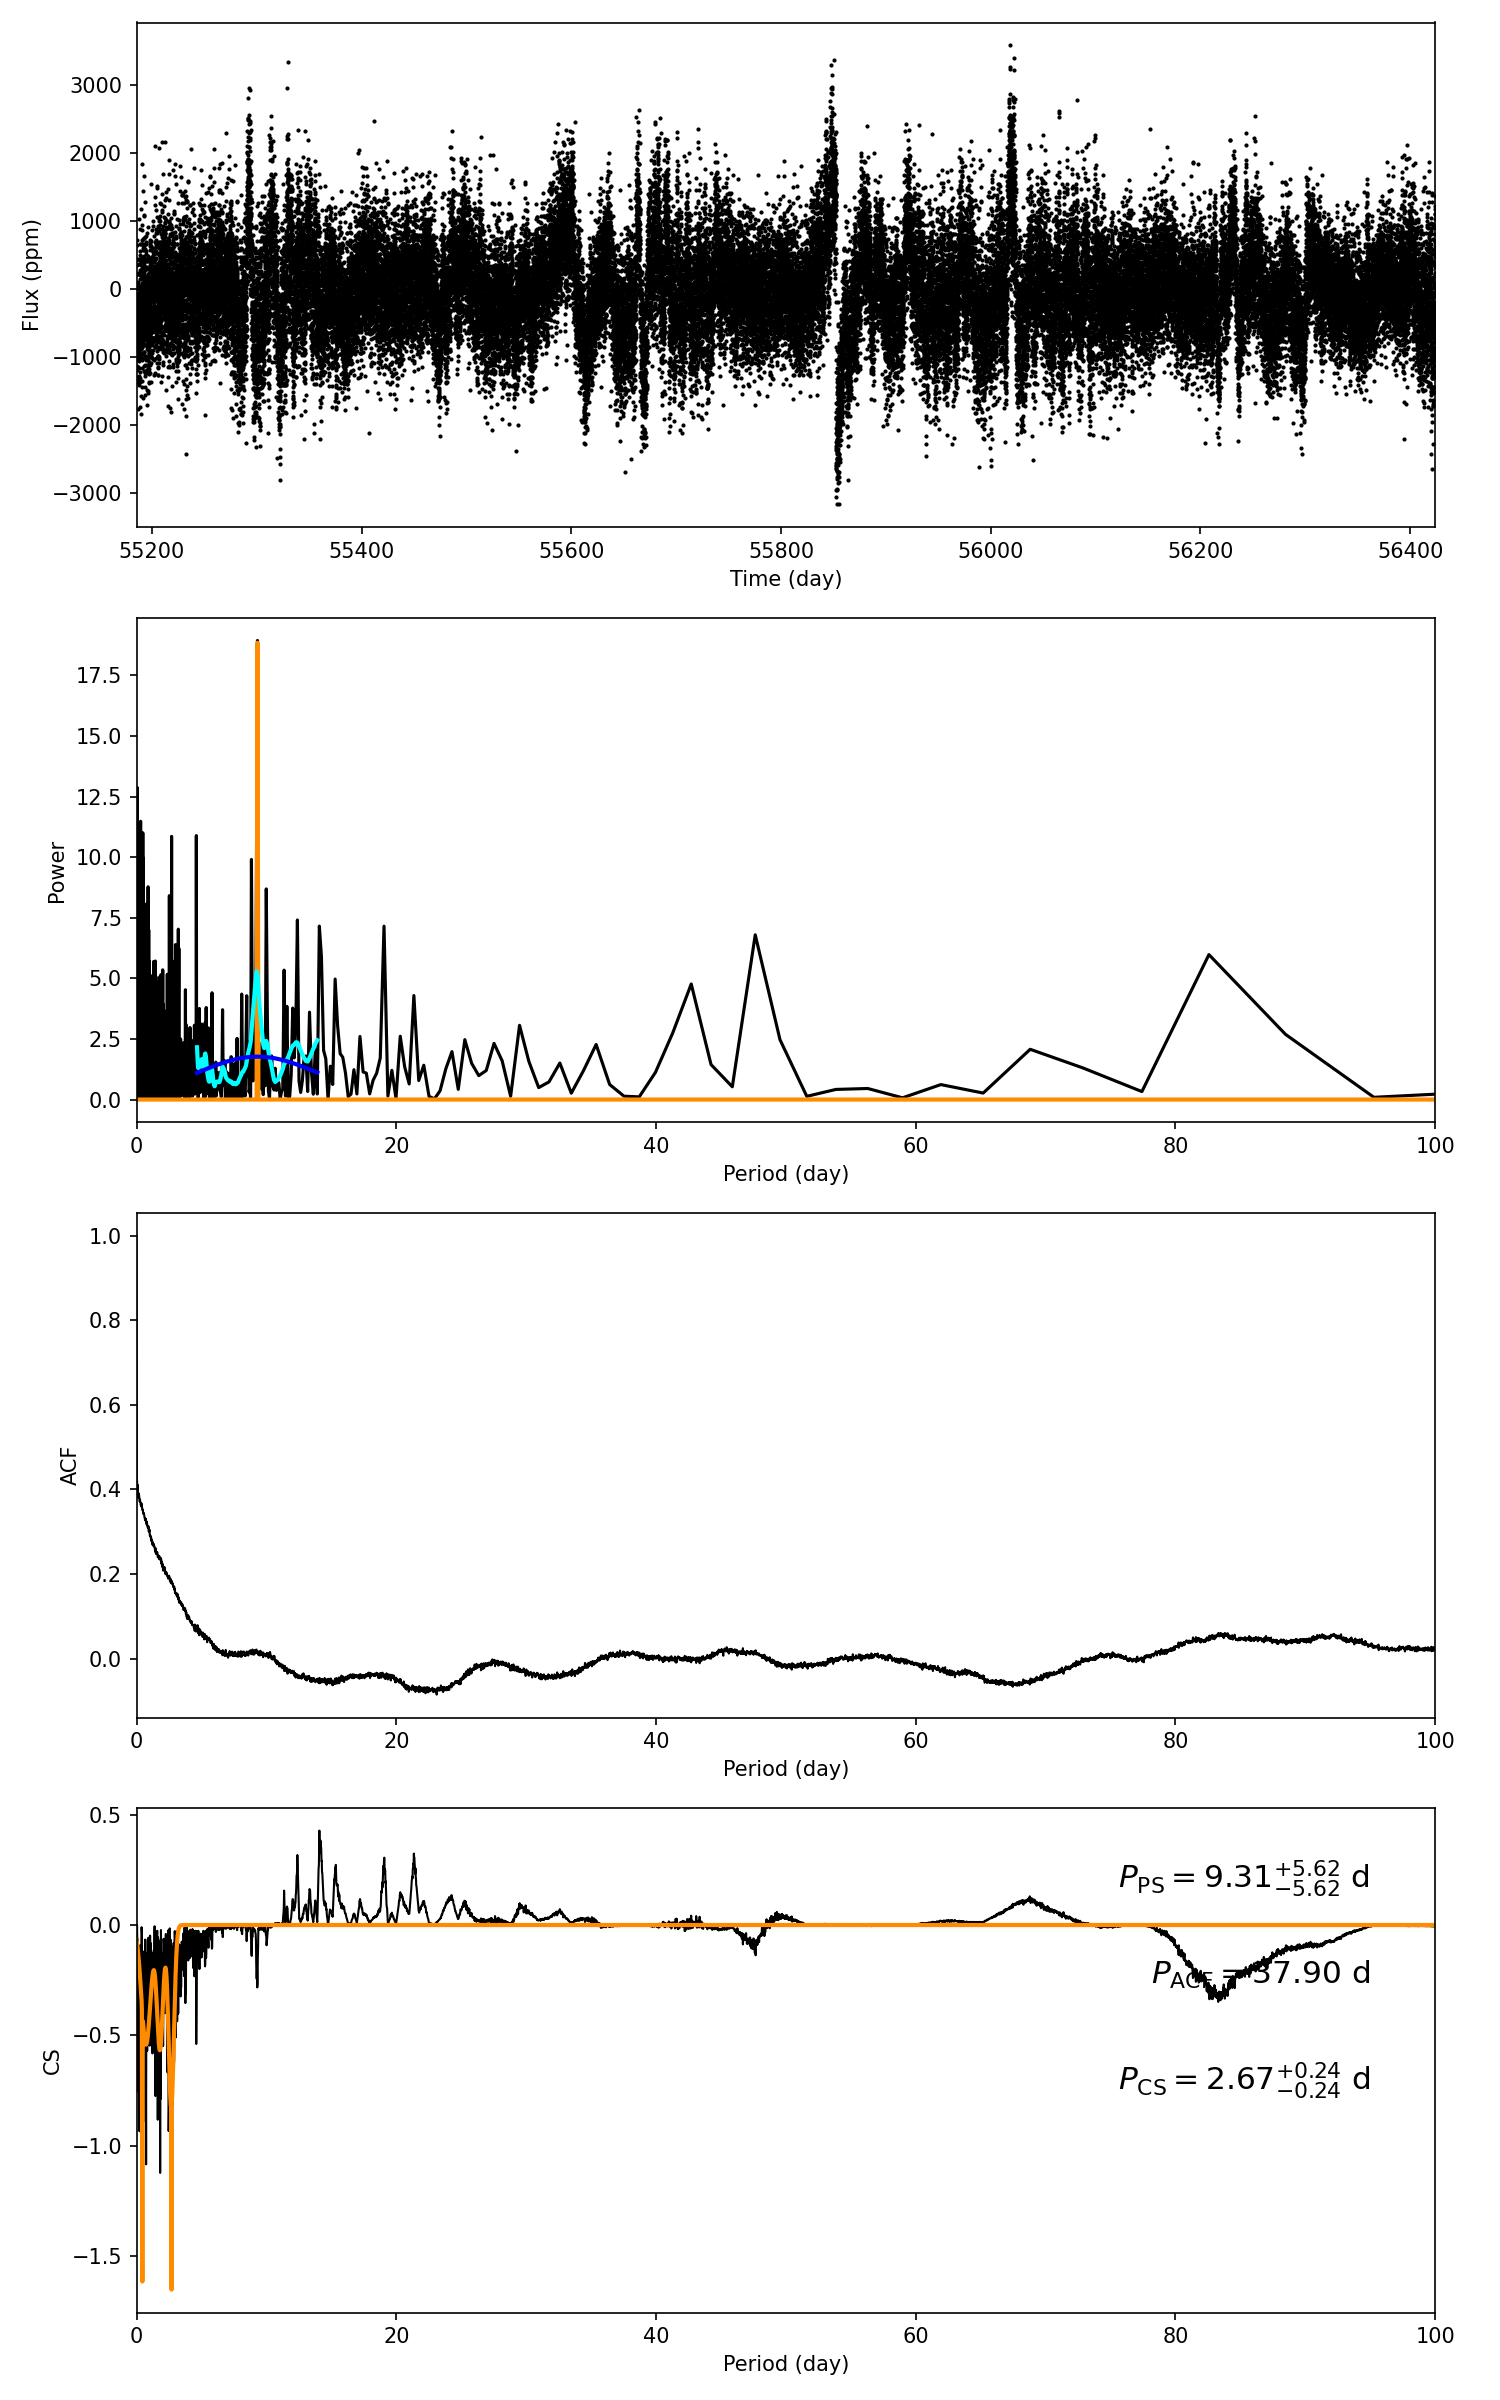 3000
2000
1000
0
−1000
−2000
−3000
Flux (ppm)
55200 55400 55600 55800 56000 56200 56400
Time (day)
17.5
15.0
12.5
10.0
7.5
5.0
2.5
0.0
Power
0 20 40 60 80 100
Period (day)
1.0
0.8
0.6
0.4
0.2
0.0
ACF
0 20 40 60 80 100
Period (day)
0.5
0.0
−0.5
−1.0
−1.5
CS
P_PS = 9.31 +5.62 −5.62 d
P_ACF = 37.90 d
P_CS = 2.67 +0.24 −0.24 d
0 20 40 60 80 100
Period (day)